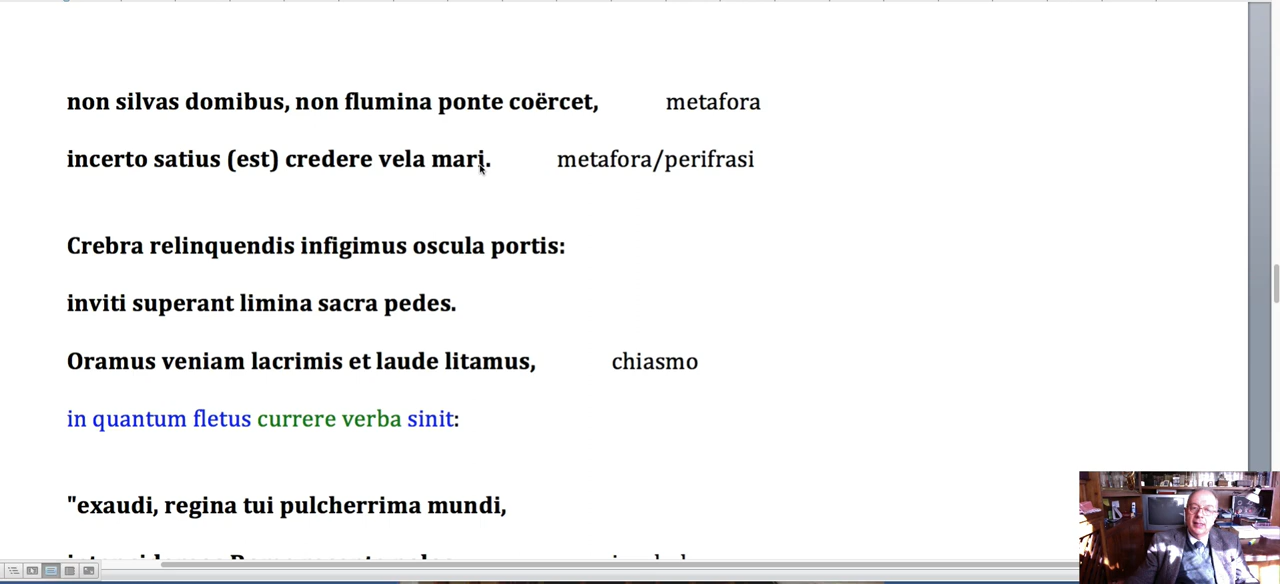 non silvas domibus, non flumina ponte coërcet, metafora
incerto satius (est) credere vela mari. metafora/perifrasi
Crebra relinquendis infigimus oscula portis:
inviti superant limina sacra pedes.
Oramus veniam lacrimis et laude litamus, chiasmo
in quantum fletus currere verba sinit:
"exaudi, regina tui pulcherrima mundi,